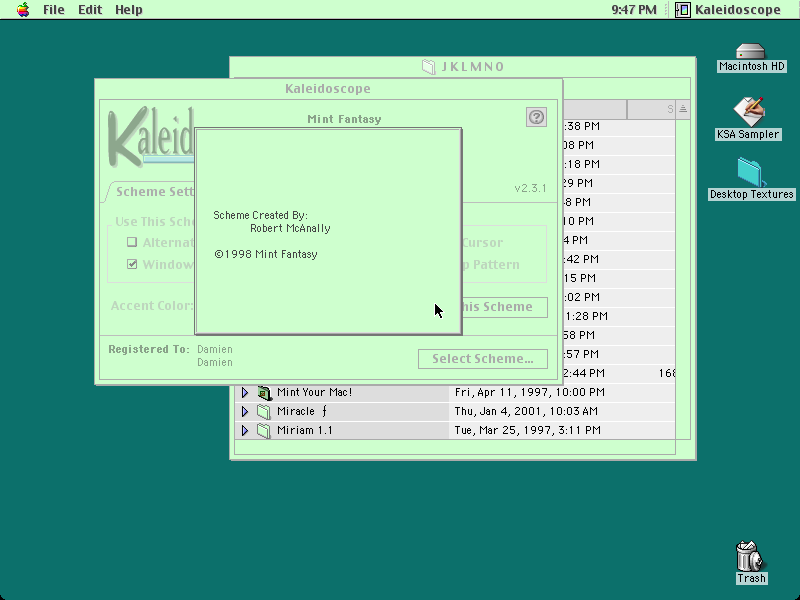 File Edit Help
9:47 PM Kaleidoscope
JKLMNO
Kaleidoscope
Mint Fantasy
Kaleid
v2.3.1
Scheme Sett
Use This Sche
Alternat
Window
Cursor
p Pattern
Accent Color:
his Scheme
Scheme Created By:
Robert McAnally
©1998 Mint Fantasy
Registered To: Damien
Damien
Select Scheme...
S
:38 PM
08 PM
:18 PM
29 PM
8 PM
0 PM
4 PM
:42 PM
15 PM
:02 PM
1:28 PM
58 PM
:57 PM
2:44 PM 168
Mint Your Mac! Fri, Apr 11, 1997, 10:00 PM
Miracle ƒ Thu, Jan 4, 2001, 10:03 AM
Miriam 1.1 Tue, Mar 25, 1997, 3:11 PM
Macintosh HD
KSA Sampler
Desktop Textures
Trash